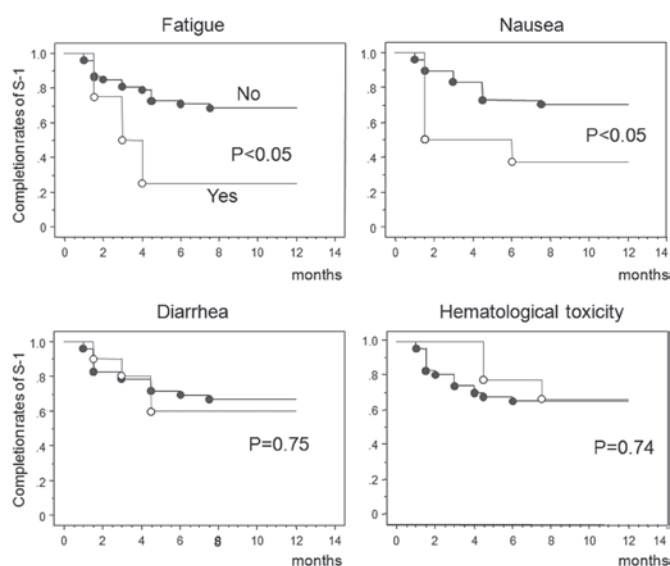 Fatigue
Completion rates of S-1
1.0
.8
.6
.4
.2
0
No
P<0.05
Yes
0 2 4 6 8 10 12 14
months
Nausea
1.0
.8
.6
.4
.2
0
P<0.05
0 2 4 6 8 10 12 14
months
Diarrhea
Completion rates of S-1
1.0
.8
.6
.4
.2
0
P=0.75
0 2 4 6 8 10 12 14
months
Hematological toxicity
1.0
.8
.6
.4
.2
0
P=0.74
0 2 4 6 8 10 12 14
months